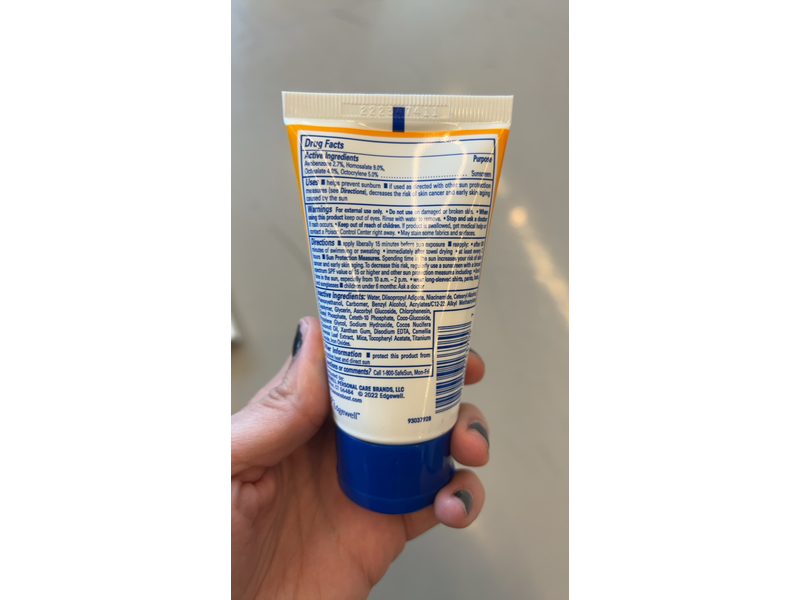 Drug Facts
Active Ingredients Purpose
2.7%, Homosalate 9.0%,
4.0%, Octocrylene 5.0% Sunscreen
Uses ■ helps prevent sunburn ■ if used as directed with other sun protection
measures (see Directions), decreases the risk of skin cancer and early skin aging
caused by the sun
Warnings For external use only. • Do not use on damaged or broken skin. • When
using this product keep out of eyes. Rinse with water to remove. • Stop and ask a doctor
if rash occurs. • Keep out of reach of children. If product is swallowed, get medical help or
contact a Poison Control Center right away. • May stain some fabrics and surfaces.
Directions ■ apply liberally 15 minutes before sun exposure ■ reapply: • after 80
minutes of swimming or sweating • immediately after towel drying • at least every
■ Sun Protection Measures. Spending time in the sun increases your risk of skin
cancer and early skin aging. To decrease this risk, regularly use a sunscreen with a broad
spectrum SPF value of 15 or higher and other sun protection measures including: •
time in the sun, especially from 10 a.m. – 2 p.m. • wear long-sleeved shirts, pants,
and sunglasses ■ children under 6 months: Ask a doctor
Ingredients: Water, Diisopropyl Adipate, Niacinamide, Cetearyl Alcohol,
Carbomer, Benzyl Alcohol, Acrylates/C12-22 Alkyl
Glycerin, Ascorbyl Glucoside, Chlorphenesin,
Phosphate, Ceteth-10 Phosphate, Coco-Glucoside,
Glycol, Sodium Hydroxide, Cocos Nucifera
Oil, Xanthan Gum, Disodium EDTA, Camellia
Leaf Extract, Mica, Tocopheryl Acetate, Titanium
Iron Oxides
Information ■ protect this product from
heat and direct sun
or comments? Call 1-800-SafeSun, Mon-Fri
PERSONAL CARE BRANDS, LLC
CT 06484 © 2022 Edgewell.
Edgewell™
9303792B